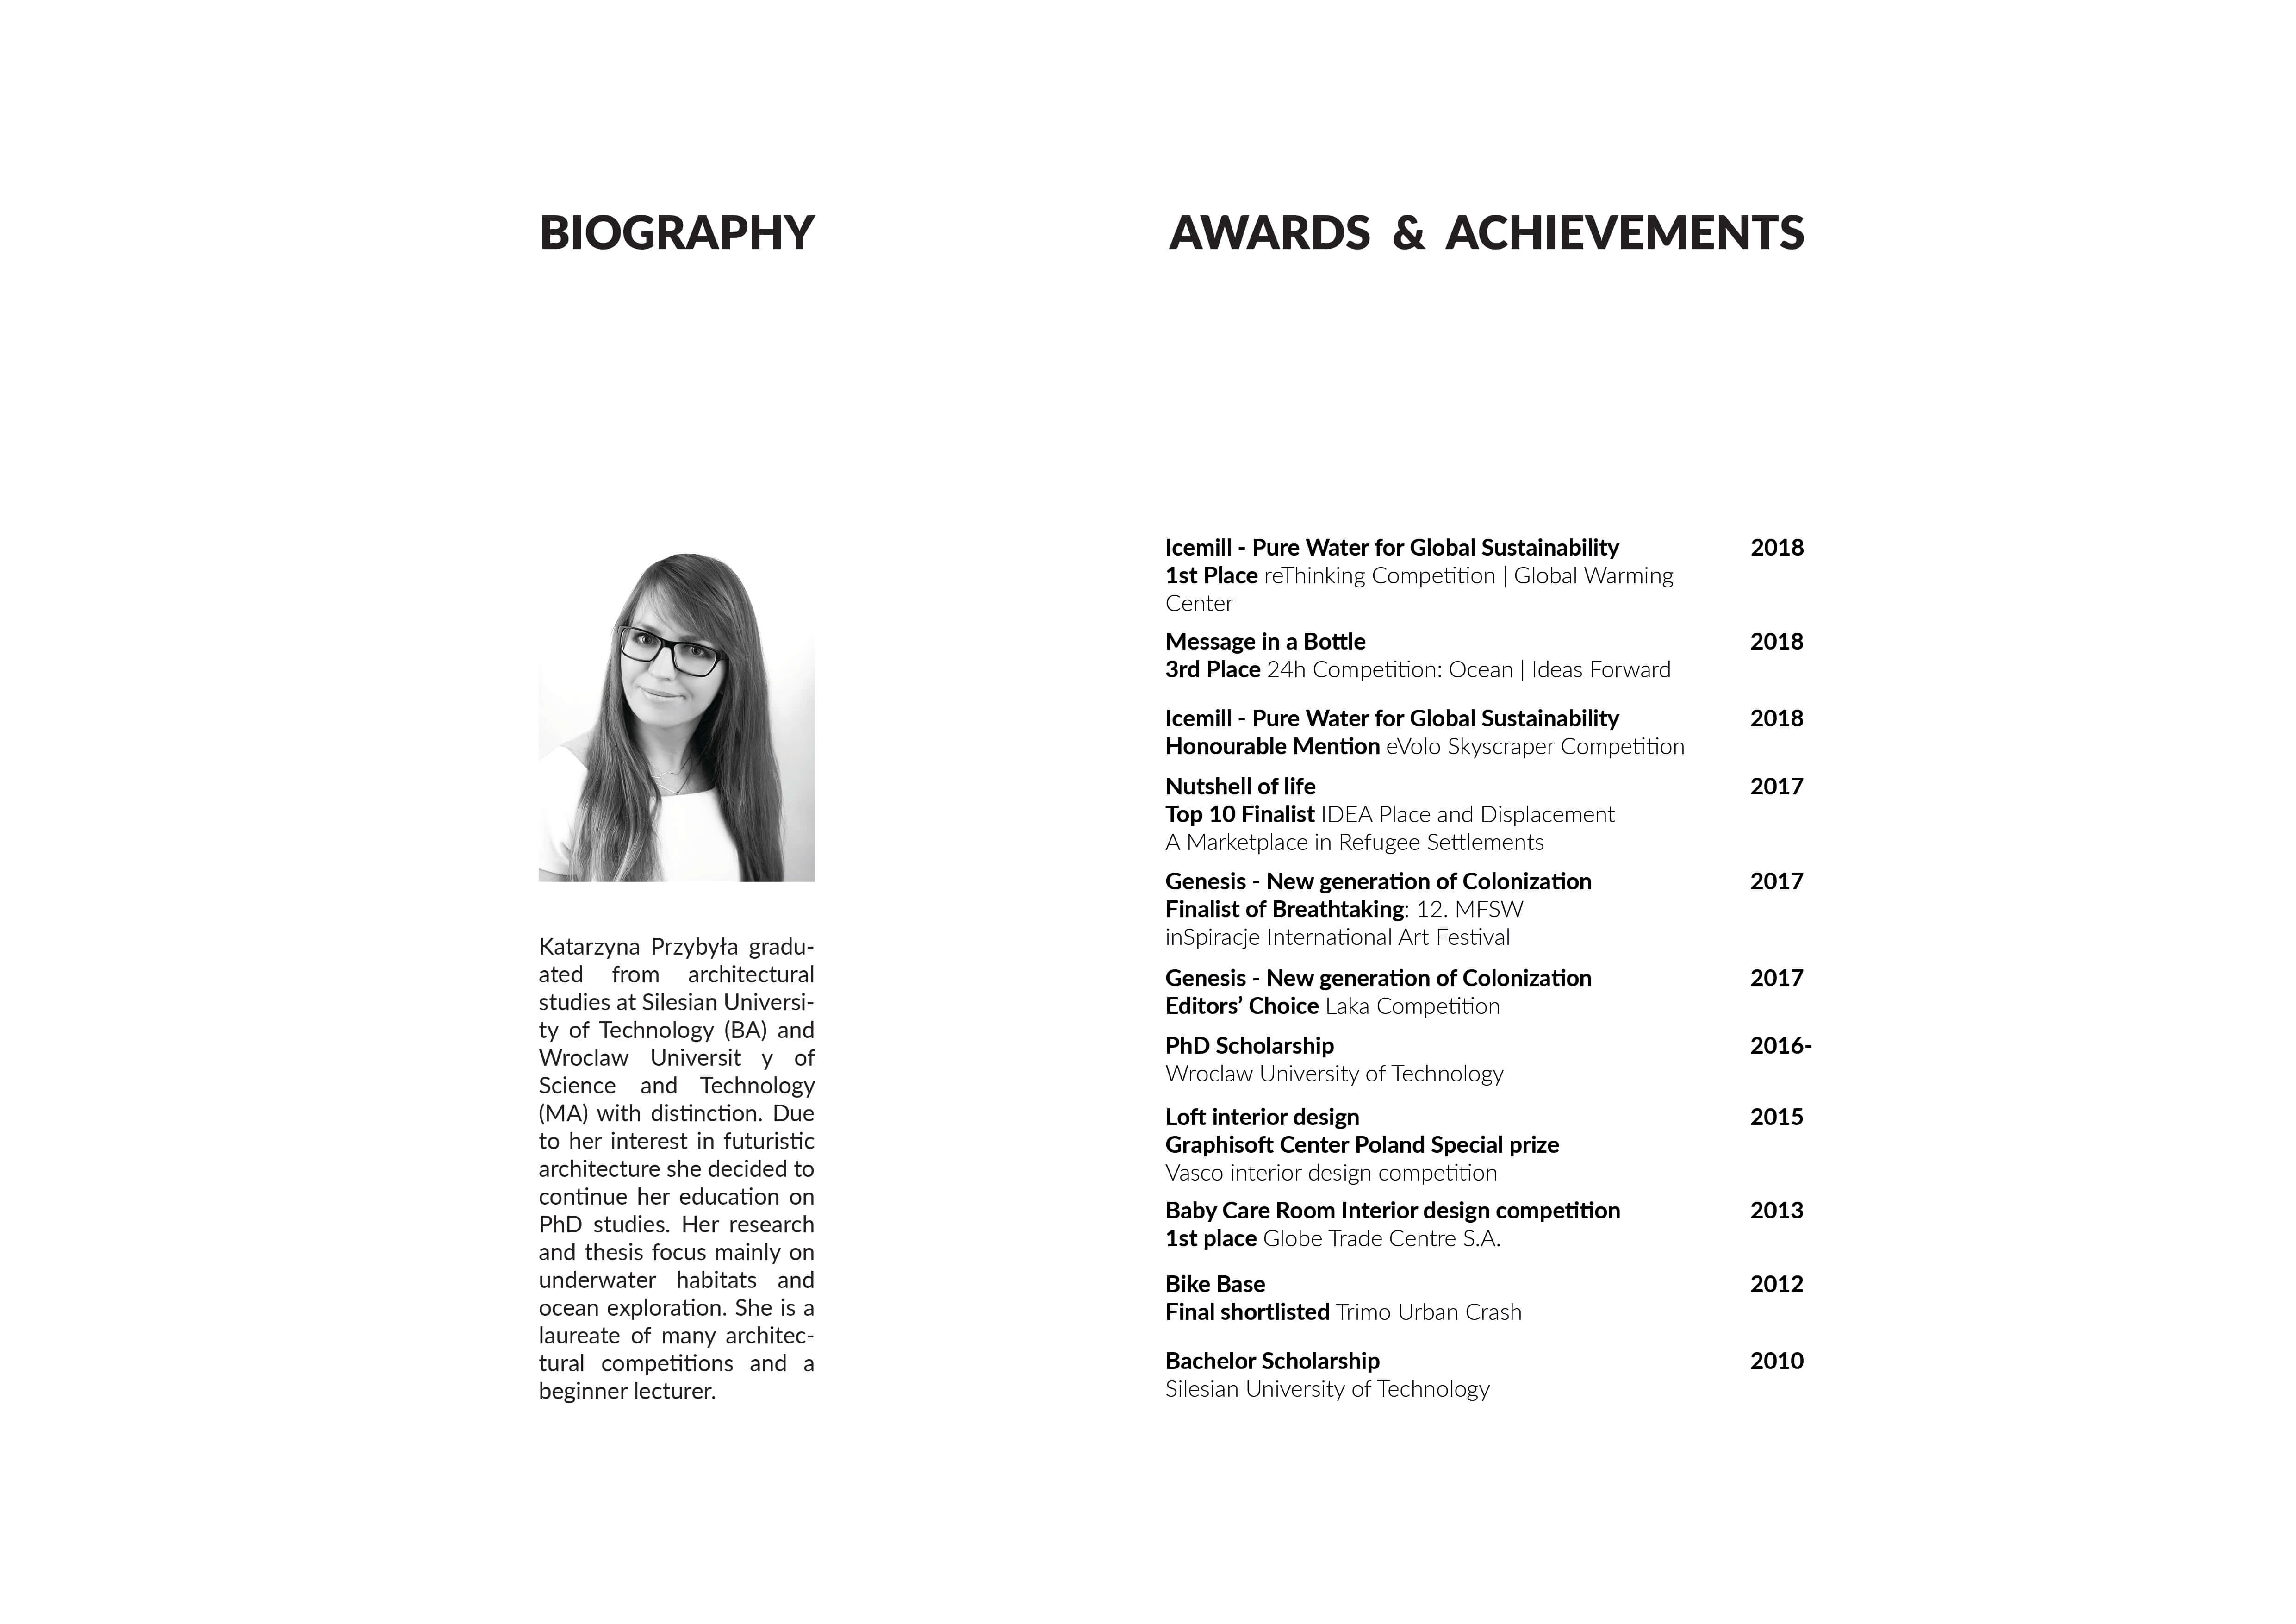 BIOGRAPHY
Katarzyna Przybyła gradu-
ated from architectural
studies at Silesian Universi-
ty of Technology (BA) and
Wroclaw Universit y of
Science and Technology
(MA) with distinction. Due
to her interest in futuristic
architecture she decided to
continue her education on
PhD studies. Her research
and thesis focus mainly on
underwater habitats and
ocean exploration. She is a
laureate of many architec-
tural competitions and a
beginner lecturer.
AWARDS & ACHIEVEMENTS
Icemill - Pure Water for Global Sustainability 2018
1st Place reThinking Competition | Global Warming
Center
Message in a Bottle 2018
3rd Place 24h Competition: Ocean | Ideas Forward
Icemill - Pure Water for Global Sustainability 2018
Honourable Mention eVolo Skyscraper Competition
Nutshell of life 2017
Top 10 Finalist IDEA Place and Displacement
A Marketplace in Refugee Settlements
Genesis - New generation of Colonization 2017
Finalist of Breathtaking: 12. MFSW
inSpiracje International Art Festival
Genesis - New generation of Colonization 2017
Editors’ Choice Laka Competition
PhD Scholarship 2016-
Wroclaw University of Technology
Loft interior design 2015
Graphisoft Center Poland Special prize
Vasco interior design competition
Baby Care Room Interior design competition 2013
1st place Globe Trade Centre S.A.
Bike Base 2012
Final shortlisted Trimo Urban Crash
Bachelor Scholarship 2010
Silesian University of Technology